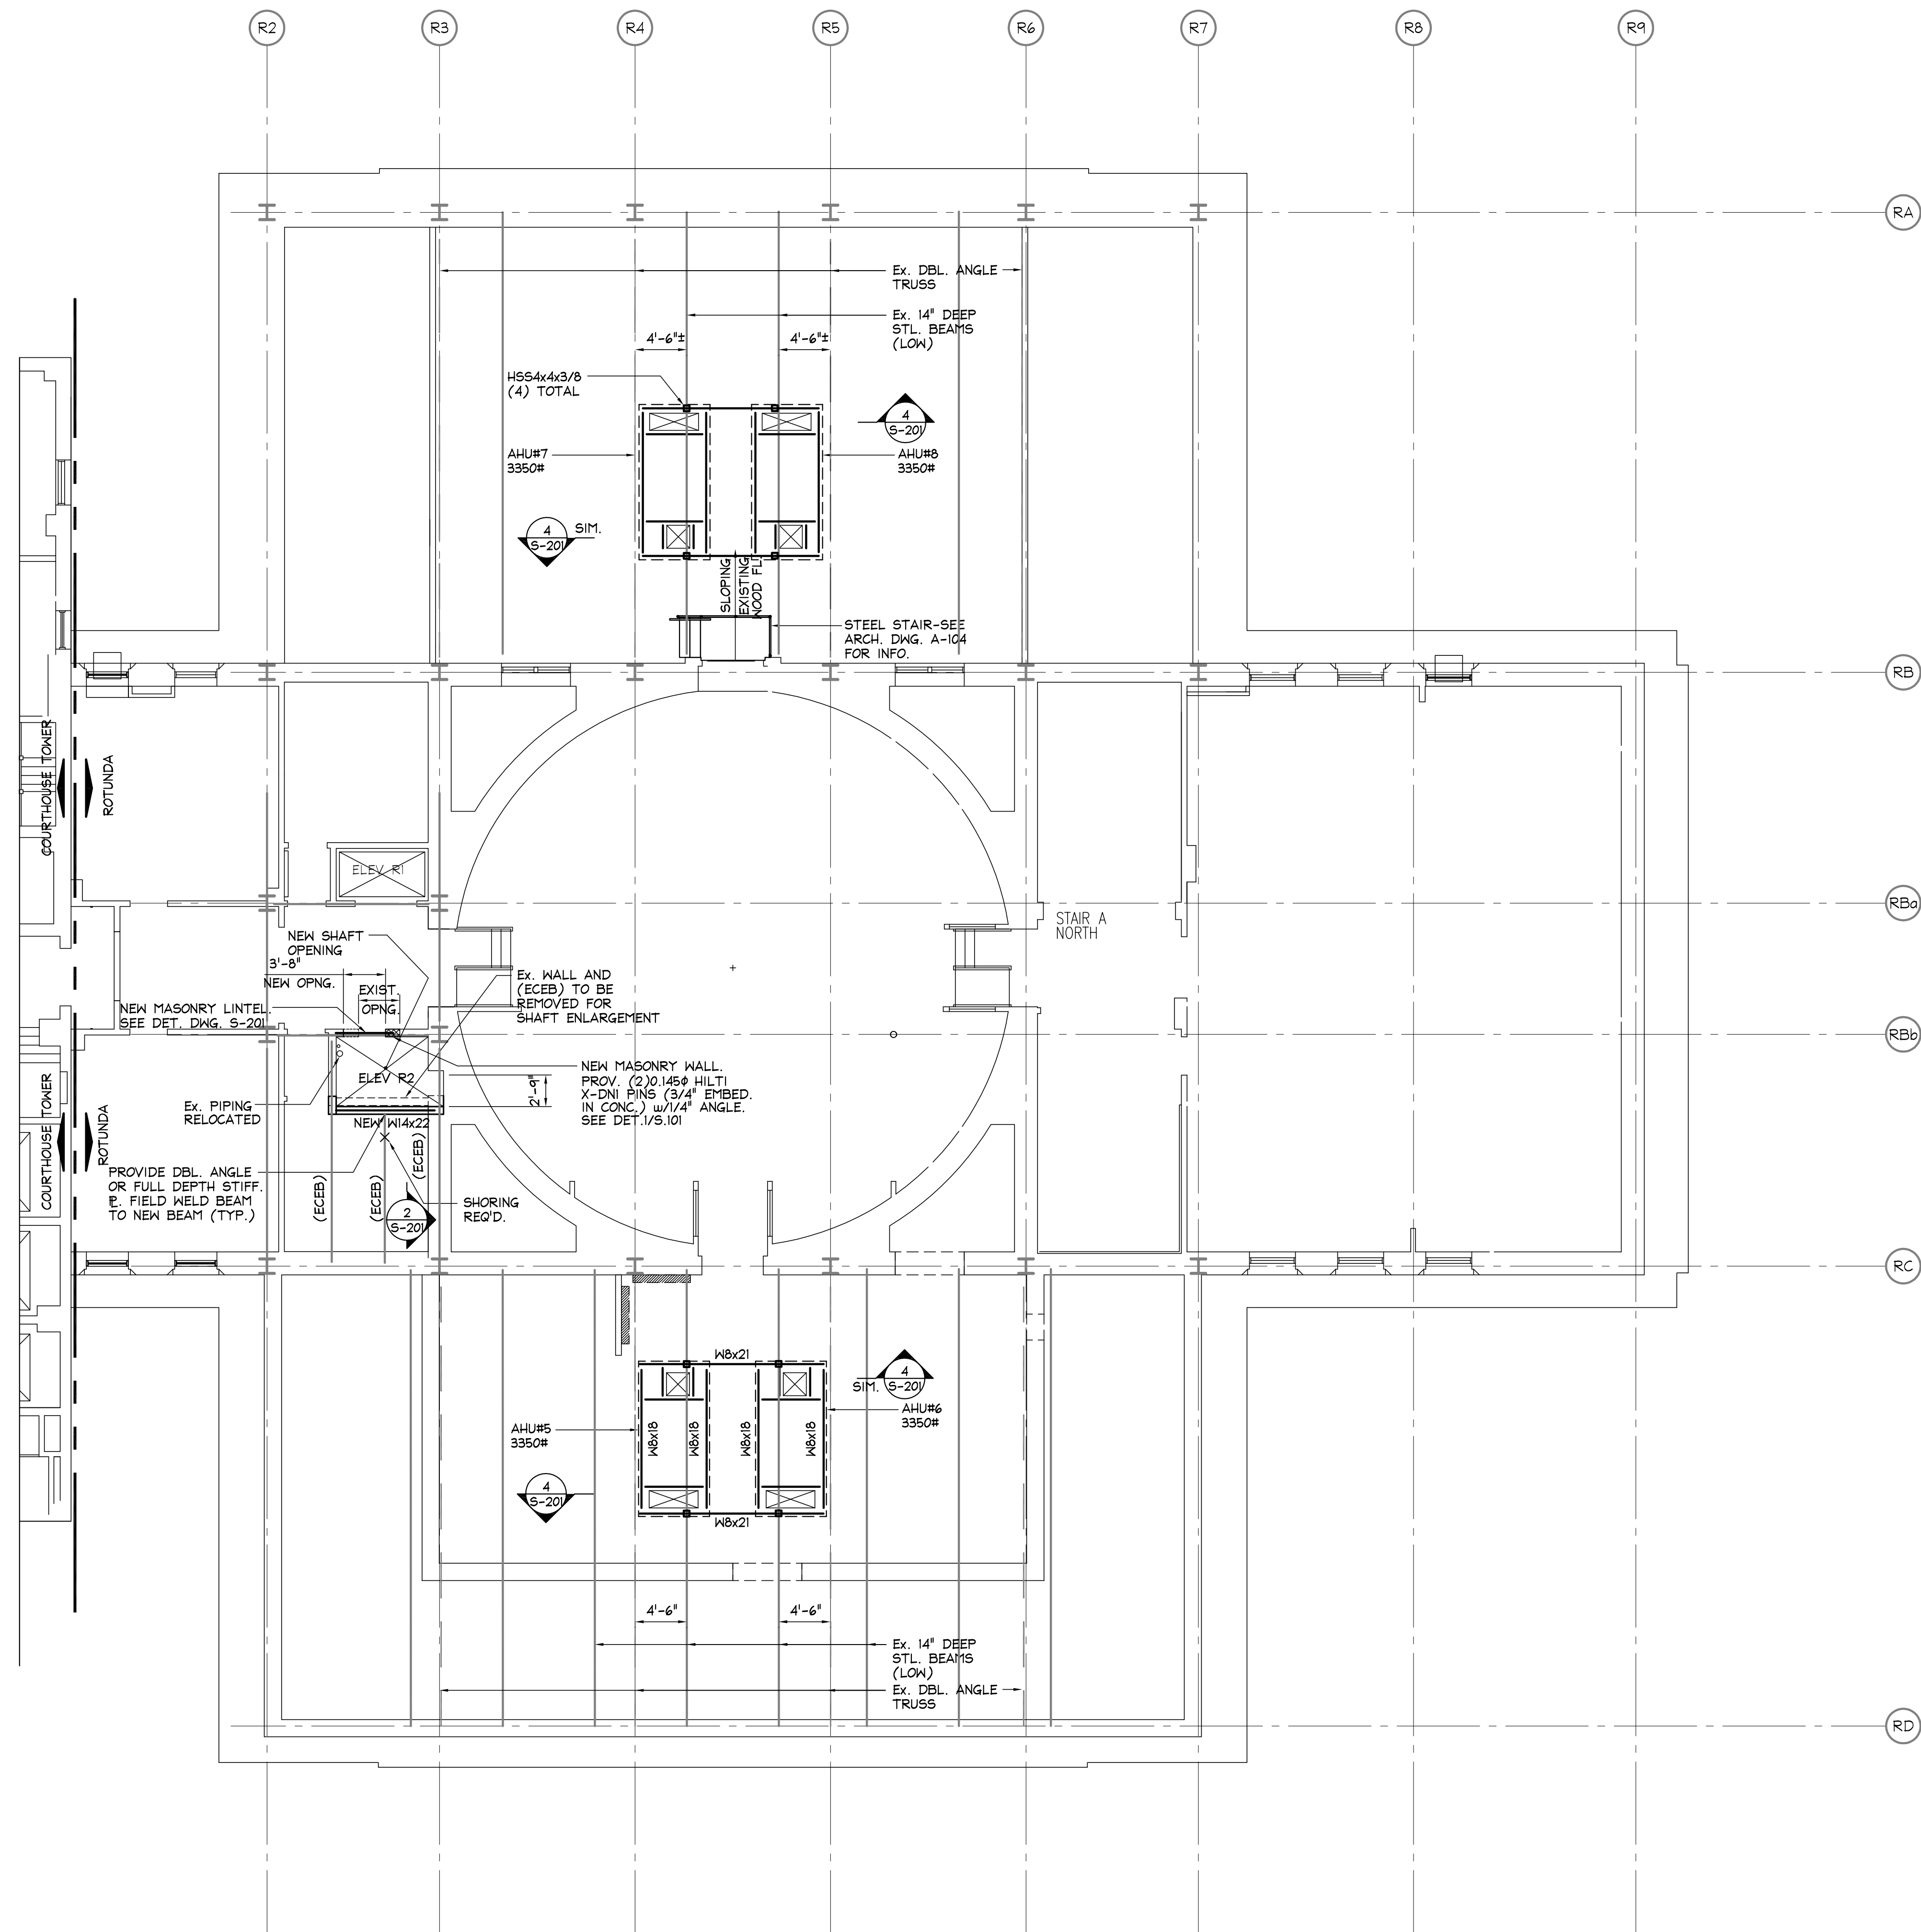 R2
R3
R4
R5
R6
R7
R8
R9
RA
Ex. DBL. ANGLE
TRUSS
Ex. 14" DEEP
STL. BEAMS
(LOW)
4'-6"±
4'-6"±
HSS4x4x3/8
(4) TOTAL
4
S-201
AHU#7
3350#
AHU#8
3350#
4
S-201
SIM.
SLOPING
EXISTING
WOOD FL.
STEEL STAIR-SEE
ARCH. DWG. A-104
FOR INFO.
RB
COURTHOUSE TOWER
ROTUNDA
ELEV R1
RBa
STAIR A
NORTH
NEW SHAFT
OPENING
3'-8"
NEW OPNG.
EXIST.
OPNG.
Ex. WALL AND
(ECEB) TO BE
REMOVED FOR
SHAFT ENLARGEMENT
NEW MASONRY LINTEL.
SEE DET. DWG. S-201
RBb
ELEV R2
2'-9"
NEW MASONRY WALL.
PROV. (2)0.145ø HILTI
X-DNI PINS (3/4" EMBED.
IN CONC.) w/1/4" ANGLE.
SEE DET.1/S.101
Ex. PIPING
RELOCATED
NEW W14x22
COURTHOUSE TOWER
ROTUNDA
PROVIDE DBL. ANGLE
OR FULL DEPTH STIFF.
PL. FIELD WELD BEAM
TO NEW BEAM (TYP.)
(ECEB)
(ECEB)
(ECEB)
2
S-201
SHORING
REQ'D.
RC
W8x21
4
S-201
SIM.
AHU#5
3350#
AHU#6
3350#
W8x18
W8x18
W8x18
W8x18
4
S-201
W8x21
4'-6"
4'-6"
Ex. 14" DEEP
STL. BEAMS
(LOW)
Ex. DBL. ANGLE
TRUSS
RD